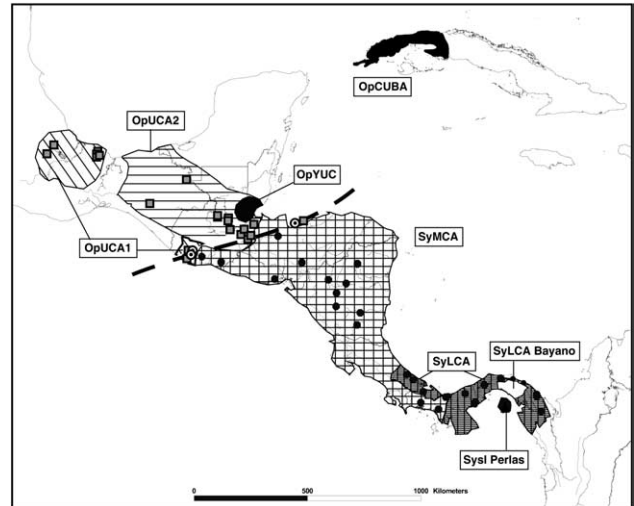 OpCUBA
OpUCA2
OpYUC
OpUCA1
SyMCA
SyLCA
SyLCA Bayano
SysI Perlas
0 500 1000 Kilometers